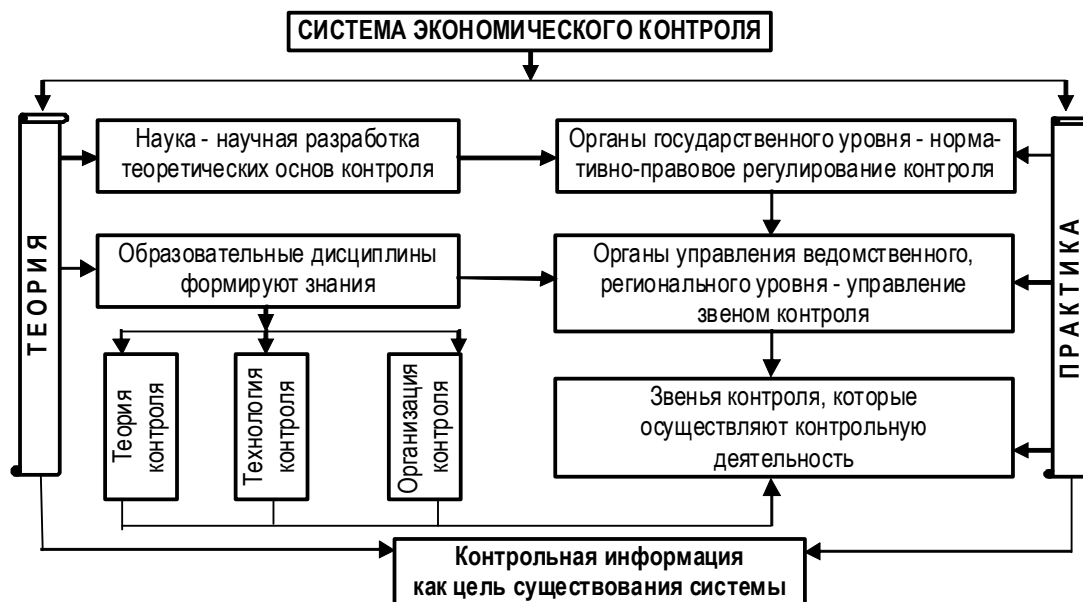 СИСТЕМА ЭКОНОМИЧЕСКОГО КОНТРОЛЯ
ТЕОРИЯ
Наука - научная разработка
теоретических основ контроля
Органы государственного уровня - норма-
тивно-правовое регулирование контроля
ПРАКТИКА
Образовательные дисциплины
формируют знания
Органы управления ведомственного,
регионального уровня - управление
звеном контроля
Теория
контроля
Технология
контроля
Организация
контроля
Звенья контроля, которые
осуществляют контрольную
деятельность
Контрольная информация
как цель существования системы